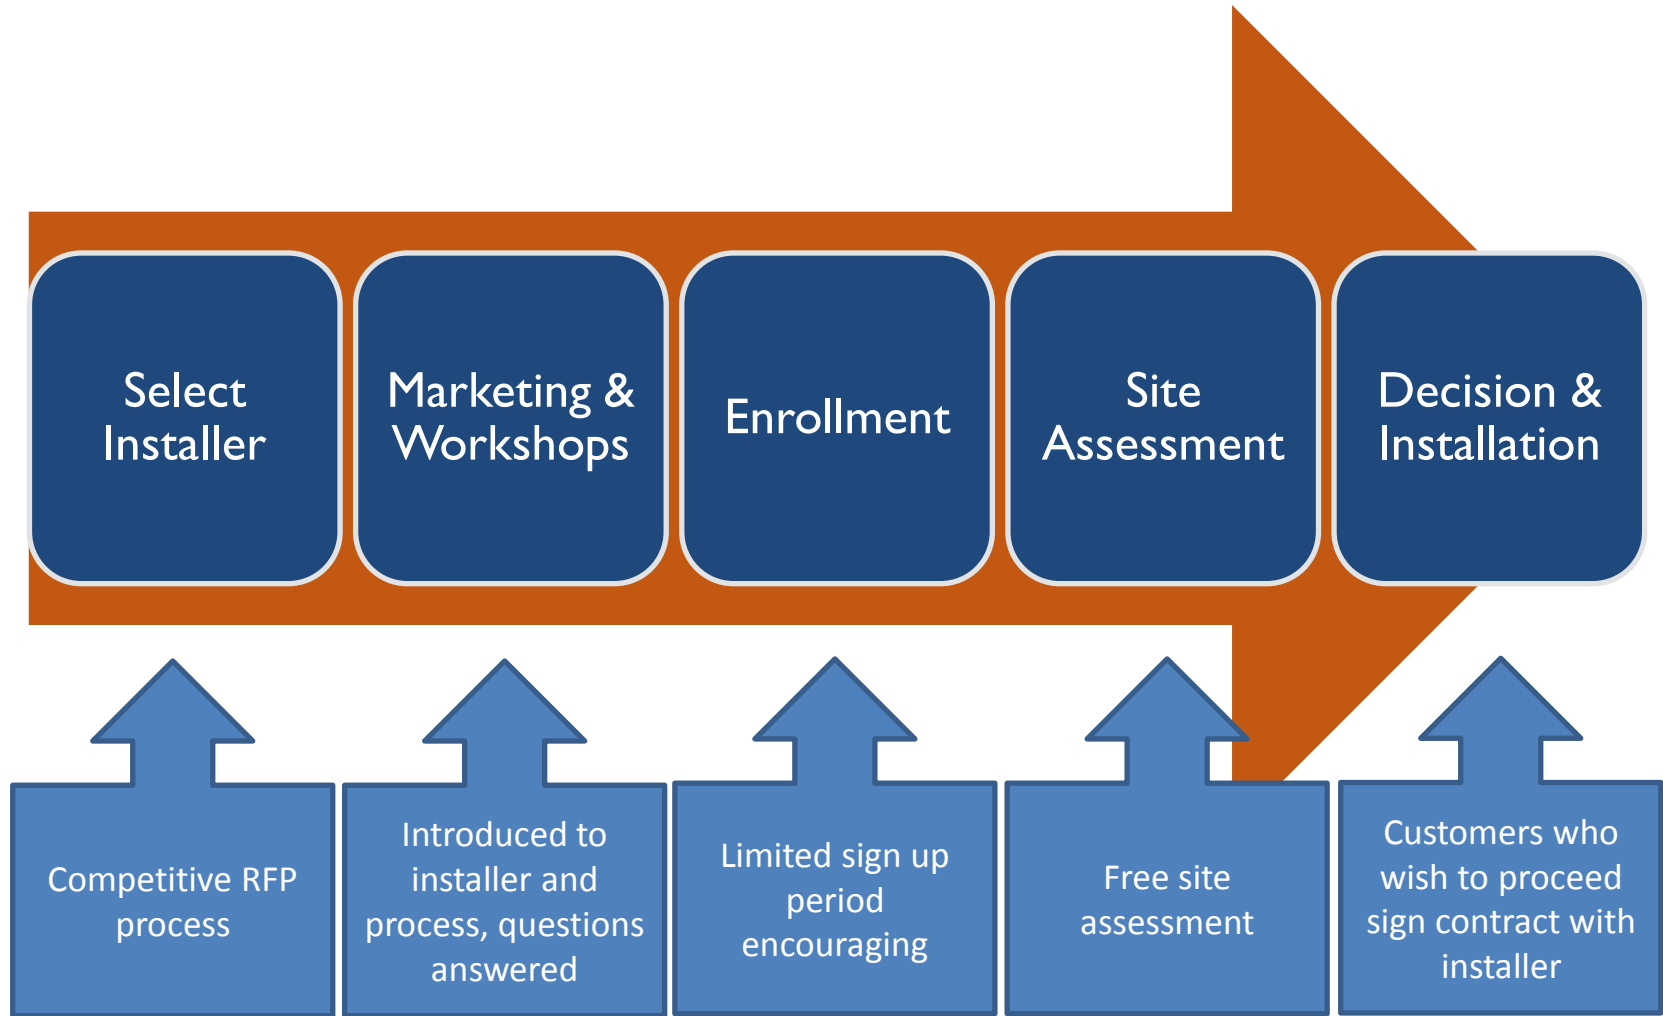 Select
Installer
Marketing &
Workshops
Enrollment
Site
Assessment
Decision &
Installation
Competitive RFP
process
Introduced to
installer and
process, questions
answered
Limited sign up
period
encouraging
Free site
assessment
Customers who
wish to proceed
sign contract with
installer